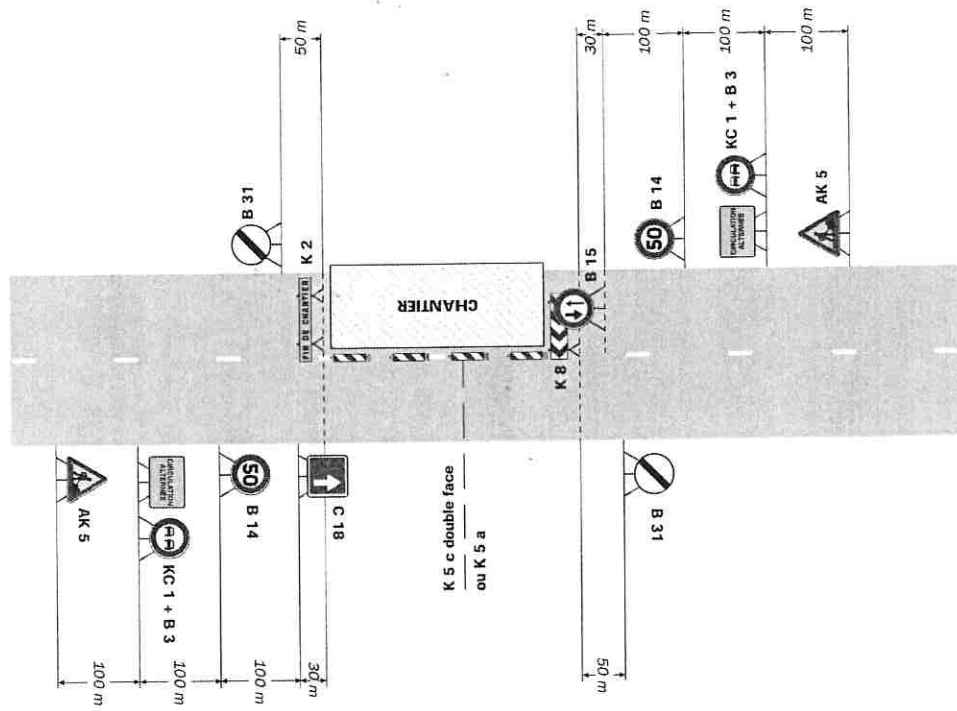 50 m
30 m
100 m
100 m
100 m
B 31
K 2
FIN DE CHANTIER
CHANTIER
B 15
K 8
50
B 14
KC 1 + B 3
CIRCULATION
ALTERNÉE
AK 5
AK 5
CIRCULATION
ALTERNÉE
KC 1 + B 3
50
B 14
C 18
K 5 c double face
ou K 5 a
B 31
100 m
100 m
100 m
30 m
50 m